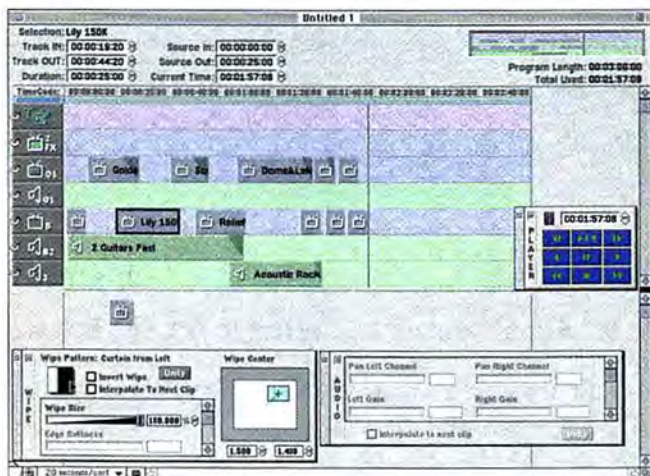 Untitled 1
Selection: Lily 150K
Track IN: 00:00:19:20 Source In: 00:00:00:00
Track OUT: 00:00:44:20 Source Out: 00:00:25:00
Duration: 00:00:25:00 Current Time: 00:01:57:08
Program Length: 00:03:00:00
Total Used: 00:01:57:08
TimeCode:
FX
Dome&Lak
Lily 150 Relief
00:01:57:08
PLAYER
2 Guitars Fast
Acoustic Rock
Wipe Pattern: Curtain from Left Wipe Center
Invert Wipe Only
Interpolate To Next Clip
WIPE
Wipe Size
100.000 %
Edge Softness
1.500 1.400
AUDIO
Pan Left Channel Pan Right Channel
Left Gain Right Gain
Interpolate to next clip
20 seconds/cert